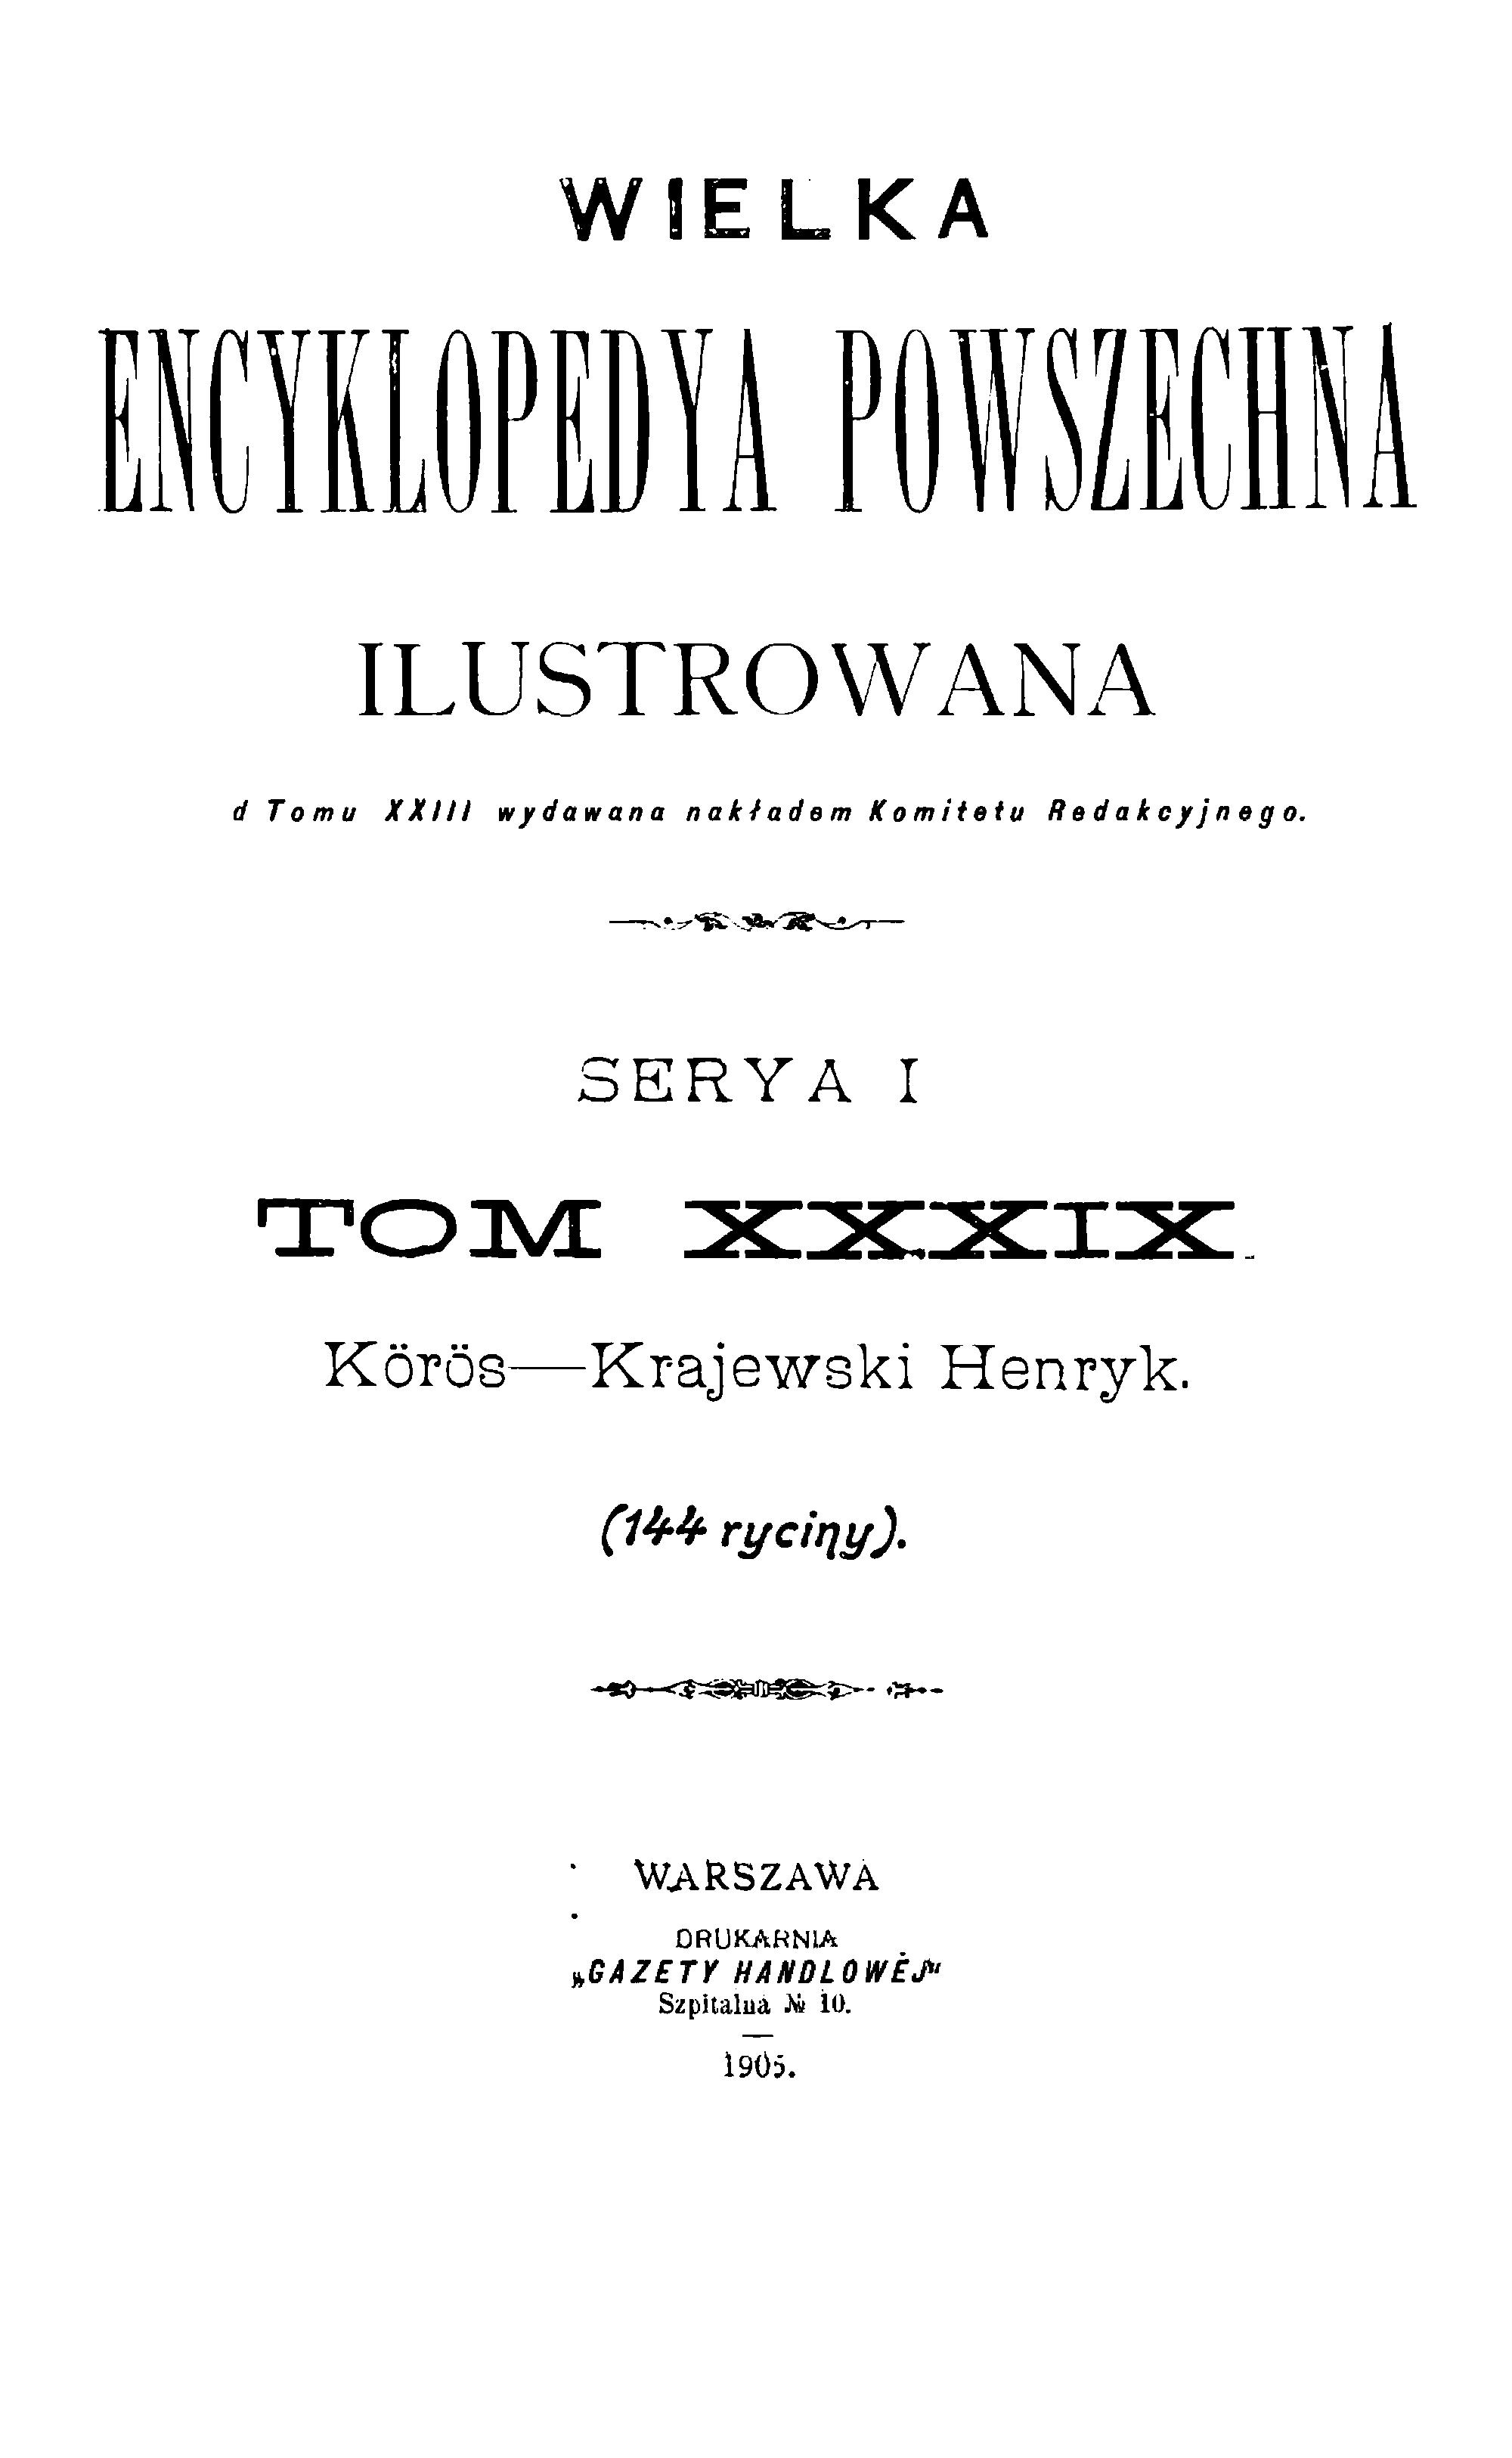 WIELKA
ENCYKLOPEDYA POWSZECHNA
ILUSTROWANA
d Tomu XXIII wydawana nakładem Komitetu Redakcyjnego.
SERYA I
TOM XXXIX.
Körös—Krajewski Henryk.
(144 ryciny).
WARSZAWA
DRUKARNIA
„GAZETY HANDLOWEJ"
Szpitalna № 10.
1905.